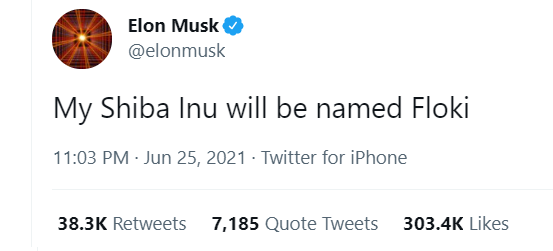 Elon Musk
@elonmusk
My Shiba Inu will be named Floki
11:03 PM · Jun 25, 2021 · Twitter for iPhone
38.3K Retweets 7,185 Quote Tweets 303.4K Likes